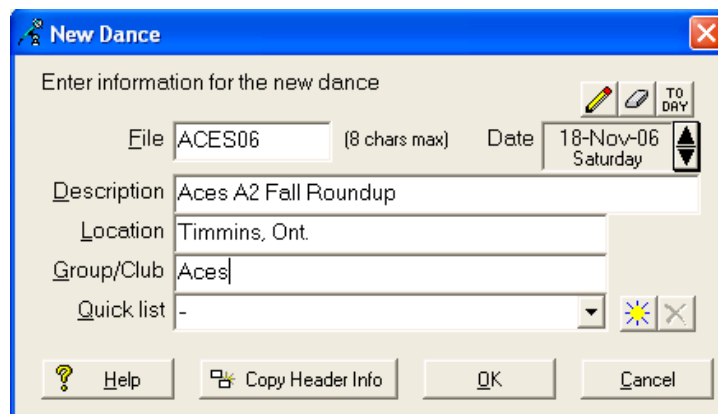 New Dance
Enter information for the new dance
TO
DAY
File ACES06 (8 chars max) Date 18-Nov-06
Saturday
Description Aces A2 Fall Roundup
Location Timmins, Ont.
Group/Club Aces
Quick list -
? Help Copy Header Info OK Cancel